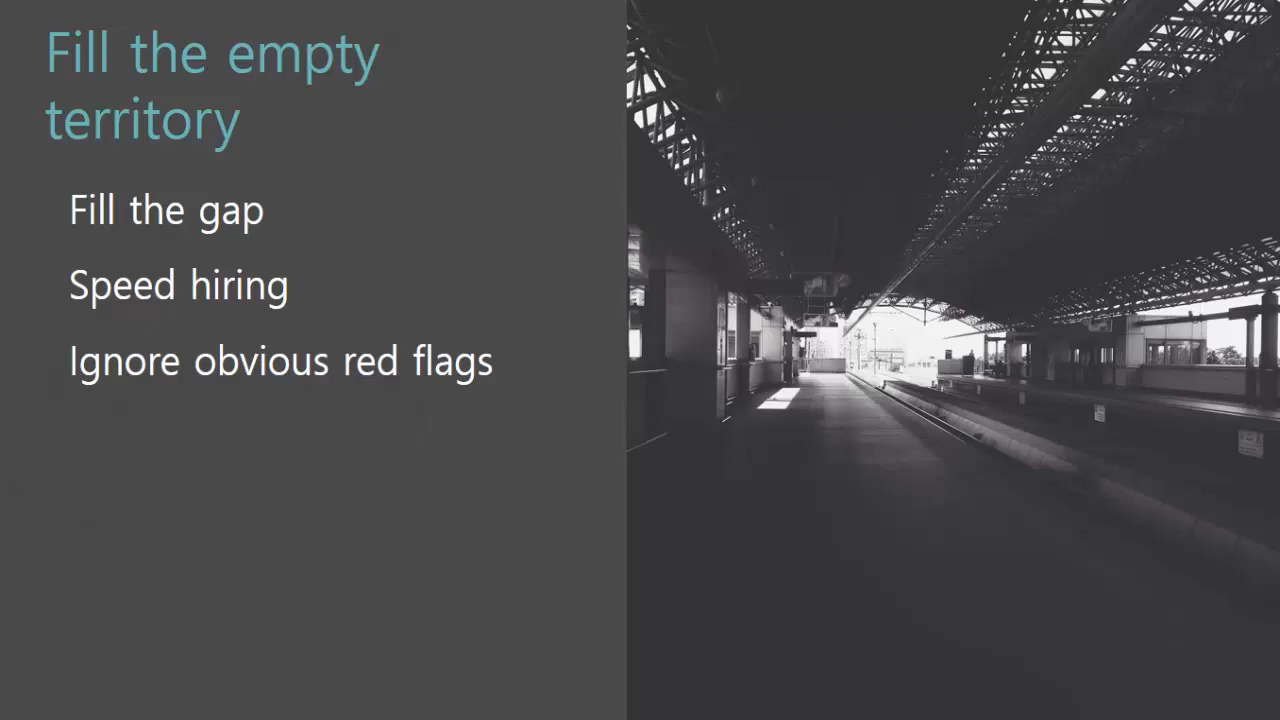 Fill the empty
territory
Fill the gap
Speed hiring
Ignore obvious red flags